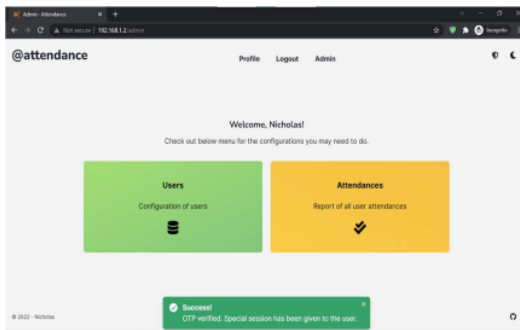 Admin - Attendance
Not secure | 192.168.1.2/admin
Incognito
@attendance
Profile Logout Admin
Welcome, Nicholas!
Check out below menu for the configurations you may need to do.
Users
Configuration of users
Attendances
Report of all user attendances
Success!
OTP verified. Special session has been given to the user.
© 2022 - Nicholas